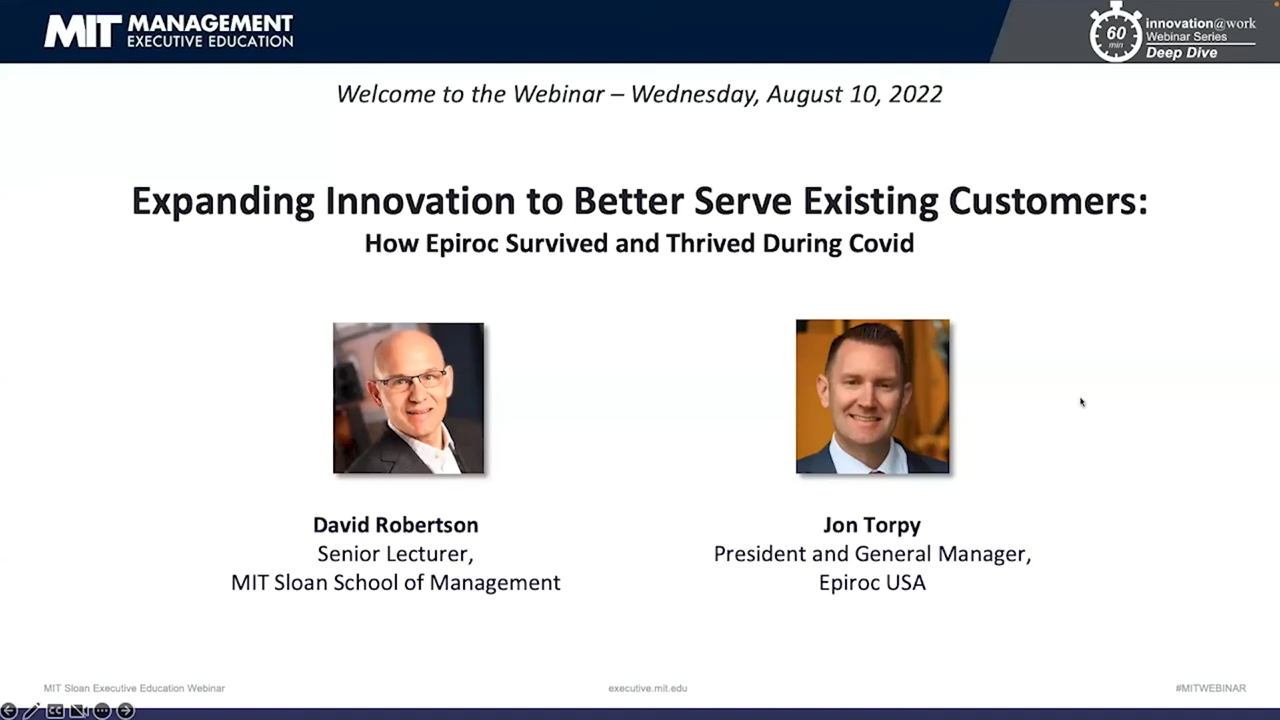 MIT MANAGEMENT
EXECUTIVE EDUCATION
60
min
innovation@work
Webinar Series
Deep Dive
Welcome to the Webinar – Wednesday, August 10, 2022
Expanding Innovation to Better Serve Existing Customers:
How Epiroc Survived and Thrived During Covid
David Robertson
Senior Lecturer,
MIT Sloan School of Management
Jon Torpy
President and General Manager,
Epiroc USA
MIT Sloan Executive Education Webinar
executive.mit.edu
#MITWEBINAR
CC